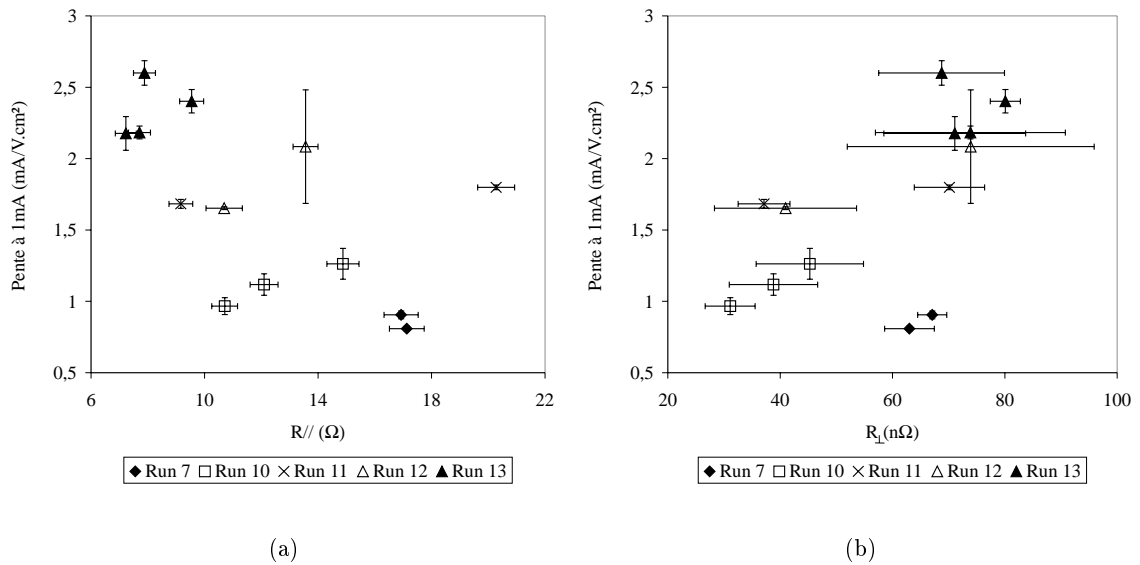 3
2,5
2
1,5
1
0,5
Pente à 1mA (mA/V.cm²)
6 10 14 18 22
R// (Ω)
Run 7 Run 10 Run 11 Run 12 Run 13
(a)
3
2,5
2
1,5
1
0,5
Pente à 1mA (mA/V.cm²)
20 40 60 80 100
R⊥(nΩ)
Run 7 Run 10 Run 11 Run 12 Run 13
(b)